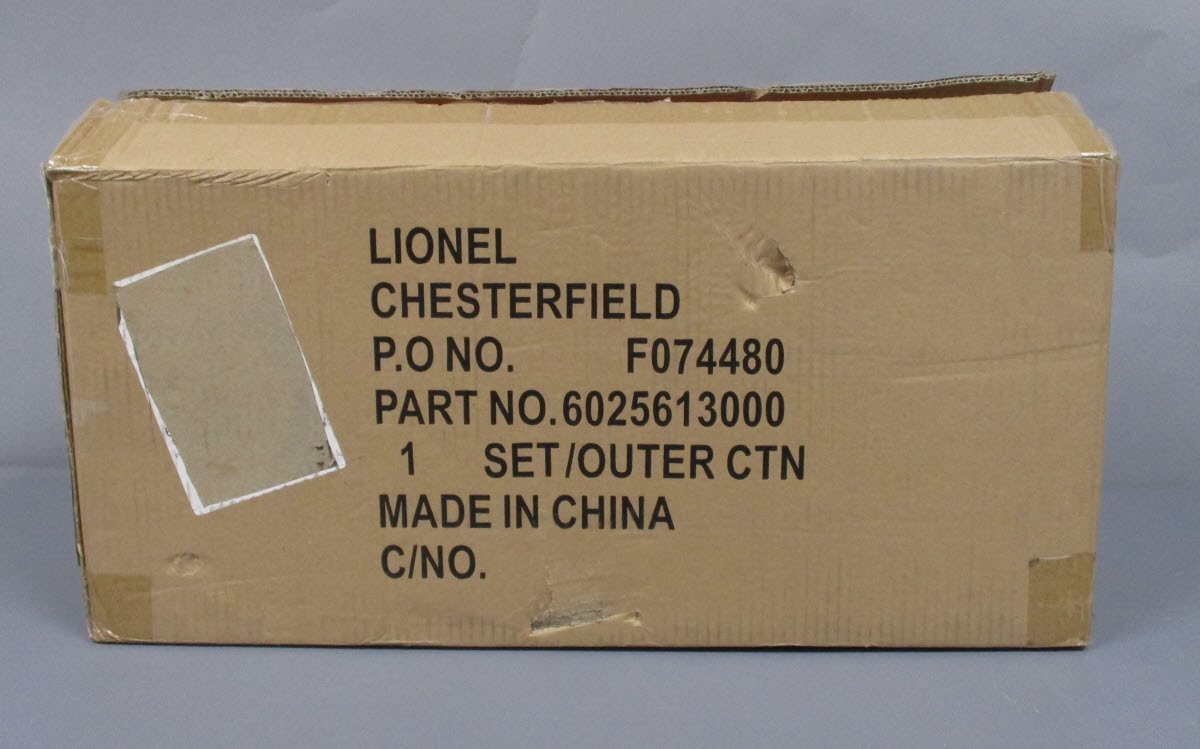 LIONEL
CHESTERFIELD
P.O NO. F074480
PART NO.6025613000
1 SET/OUTER CTN
MADE IN CHINA
C/NO.